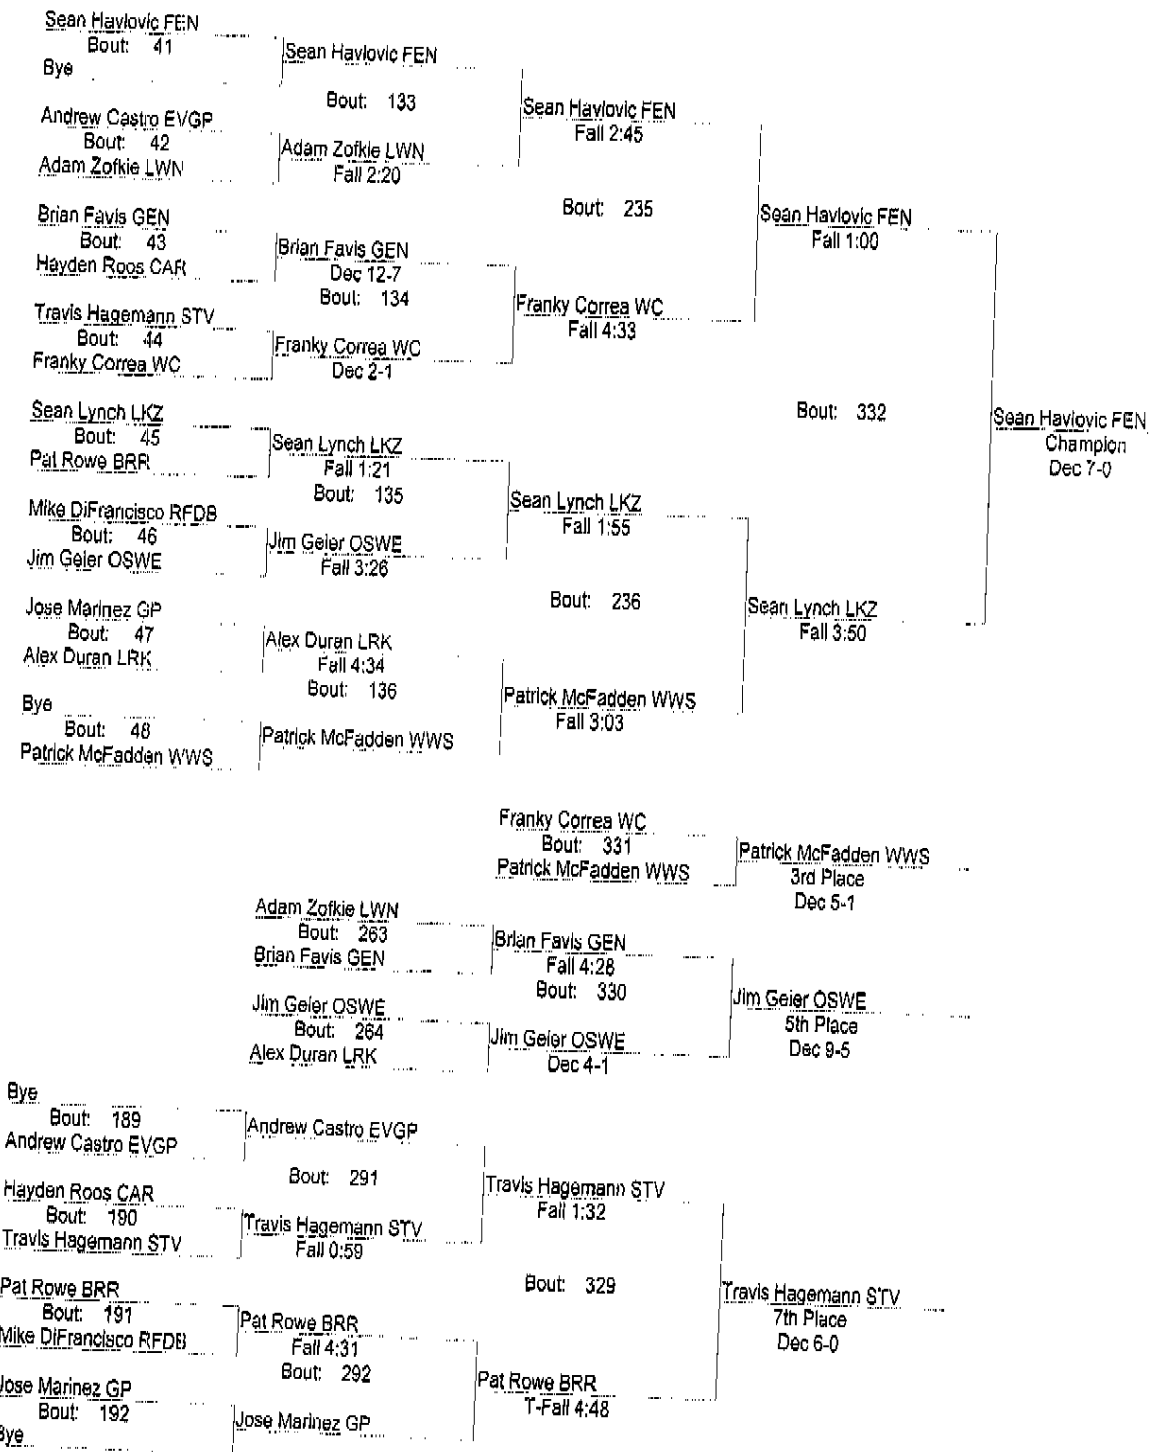 Sean Havlovic FEN
Bout: 41
Bye
Sean Havlovic FEN
Bout: 133
Andrew Castro EVGP
Bout: 42
Adam Zofkie LWN
Adam Zofkie LWN
Fall 2:20
Sean Havlovic FEN
Fall 2:45
Bout: 235
Brian Favis GEN
Bout: 43
Hayden Roos CAR
Brian Favis GEN
Dec 12-7
Bout: 134
Travis Hagemann STV
Bout: 44
Franky Correa WC
Franky Correa WC
Dec 2-1
Franky Correa WC
Fall 4:33
Sean Havlovic FEN
Fall 1:00
Bout: 332
Sean Havlovic FEN
Champion
Dec 7-0
Sean Lynch LKZ
Bout: 45
Pat Rowe BRR
Sean Lynch LKZ
Fall 1:21
Bout: 135
Mike DiFrancisco RFDB
Bout: 46
Jim Geier OSWE
Jim Geier OSWE
Fall 3:26
Sean Lynch LKZ
Fall 1:55
Bout: 236
Sean Lynch LKZ
Fall 3:50
Jose Marinez GP
Bout: 47
Alex Duran LRK
Alex Duran LRK
Fall 4:34
Bout: 136
Bye
Bout: 48
Patrick McFadden WWS
Patrick McFadden WWS
Patrick McFadden WWS
Fall 3:03
Franky Correa WC
Bout: 331
Patrick McFadden WWS
Patrick McFadden WWS
3rd Place
Dec 5-1
Adam Zofkie LWN
Bout: 263
Brian Favis GEN
Brian Favis GEN
Fall 4:28
Bout: 330
Jim Geier OSWE
Bout: 264
Alex Duran LRK
Jim Geier OSWE
Dec 4-1
Jim Geier OSWE
5th Place
Dec 9-5
Bye
Bout: 189
Andrew Castro EVGP
Andrew Castro EVGP
Bout: 291
Hayden Roos CAR
Bout: 190
Travis Hagemann STV
Travis Hagemann STV
Fall 0:59
Travis Hagemann STV
Fall 1:32
Bout: 329
Travis Hagemann STV
7th Place
Dec 6-0
Pat Rowe BRR
Bout: 191
Mike DiFrancisco RFDB
Pat Rowe BRR
Fall 4:31
Bout: 292
Jose Marinez GP
Bout: 192
Bye
Jose Marinez GP
Pat Rowe BRR
T-Fall 4:48